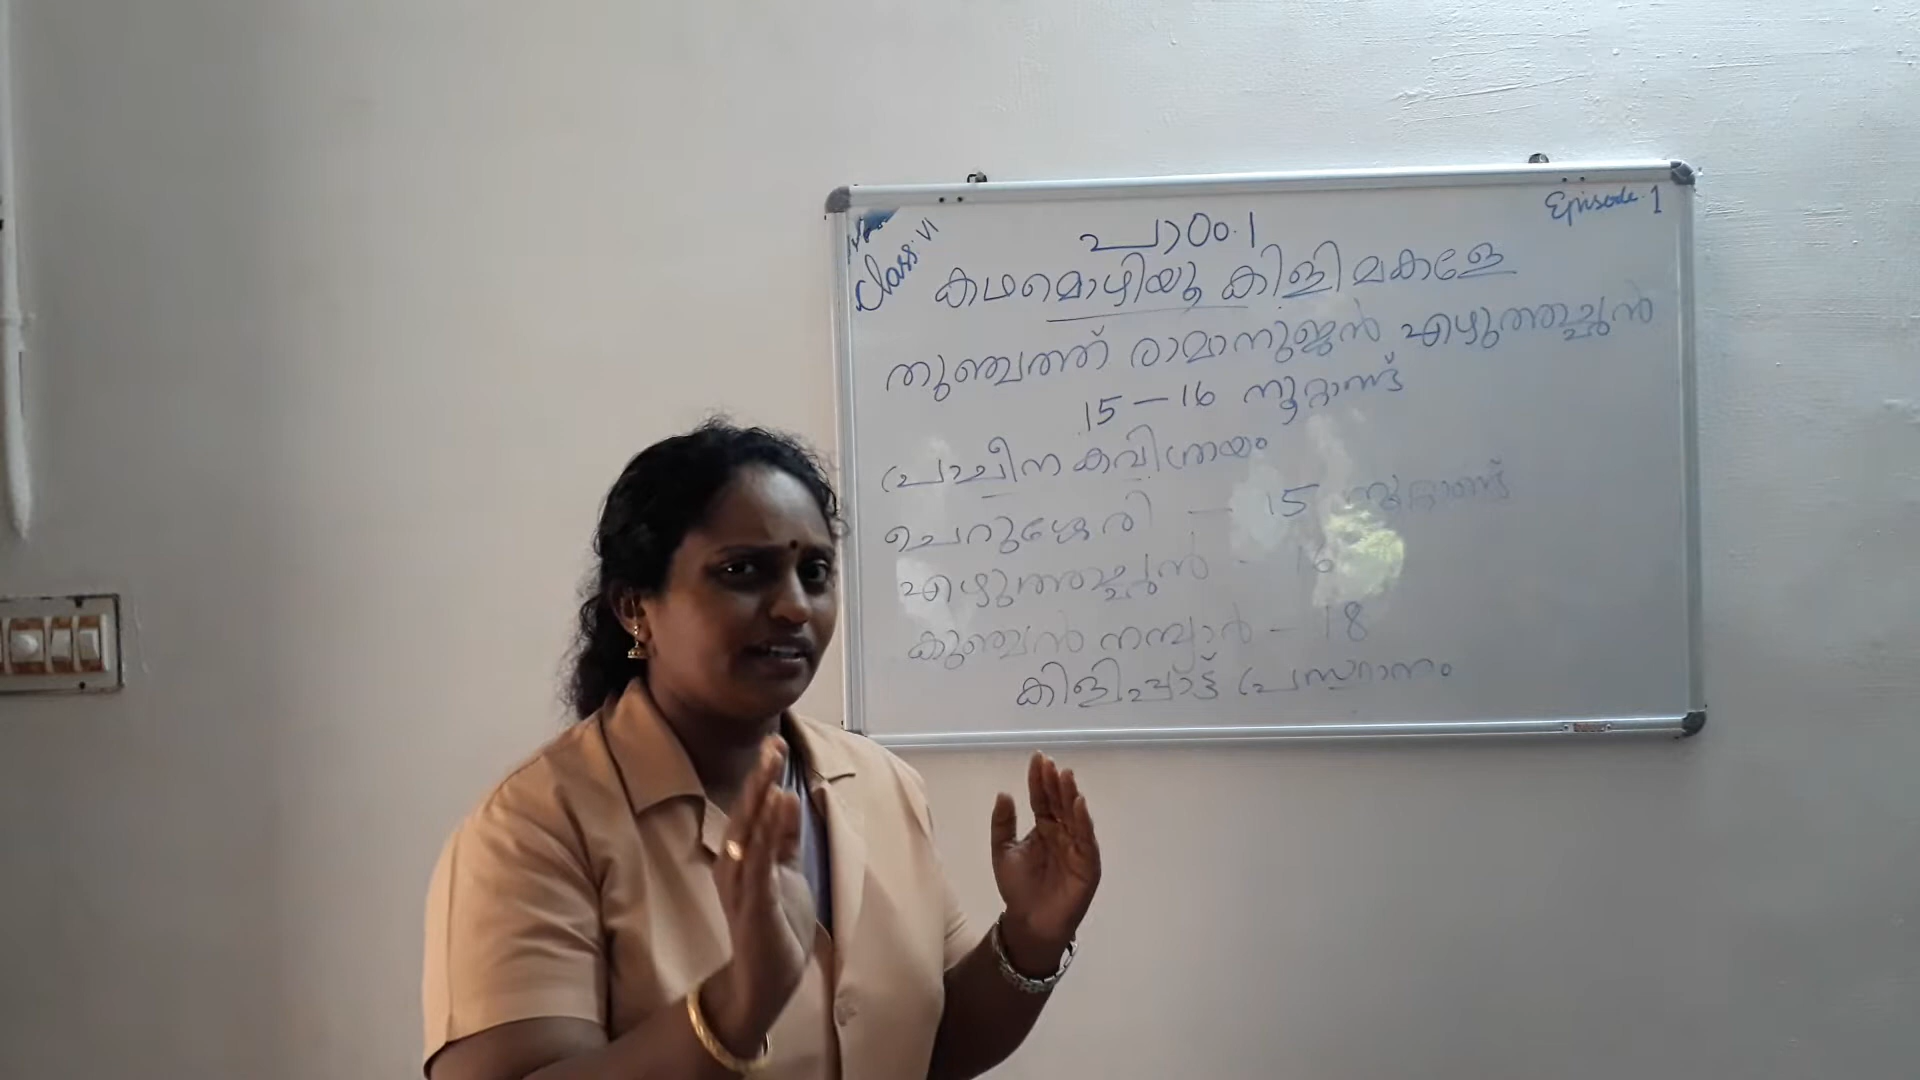 Class: VI
Episode. 1
പാഠം. 1
കഥമൊഴിയൂ കിളി മകളേ
തുഞ്ചത്ത് രാമാനുജൻ എഴുത്തച്ഛൻ
15 - 16 നൂറ്റാണ്ട്
പ്രാചീന കവിത്രയം
ചെറുശ്ശേരി - 15 നൂറ്റാണ്ട്
എഴുത്തച്ഛൻ - 16
കുഞ്ചൻ നമ്പ്യാർ - 18
കിളിപ്പാട്ട് പ്രസ്ഥാനം